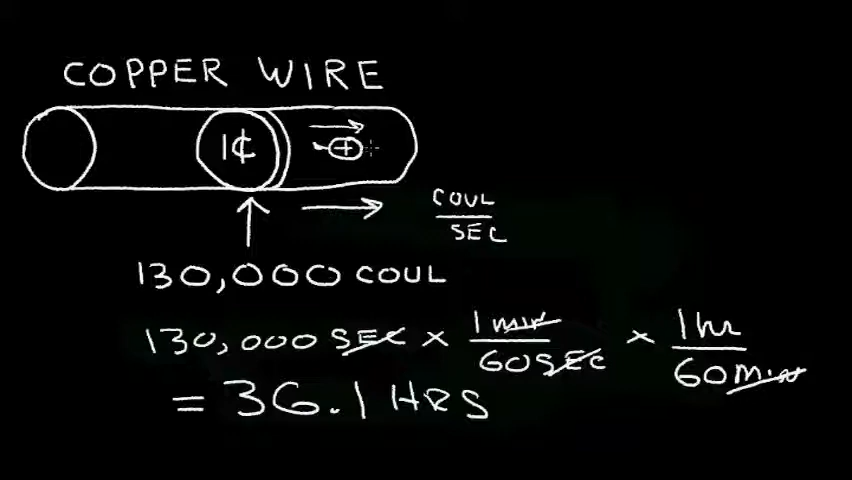 COPPER WIRE
1¢ +
COUL
SEC
130,000 COUL
130,000 SEC × 1 MIN / 60 SEC × 1 hr / 60 MIN
= 36.1 HRS